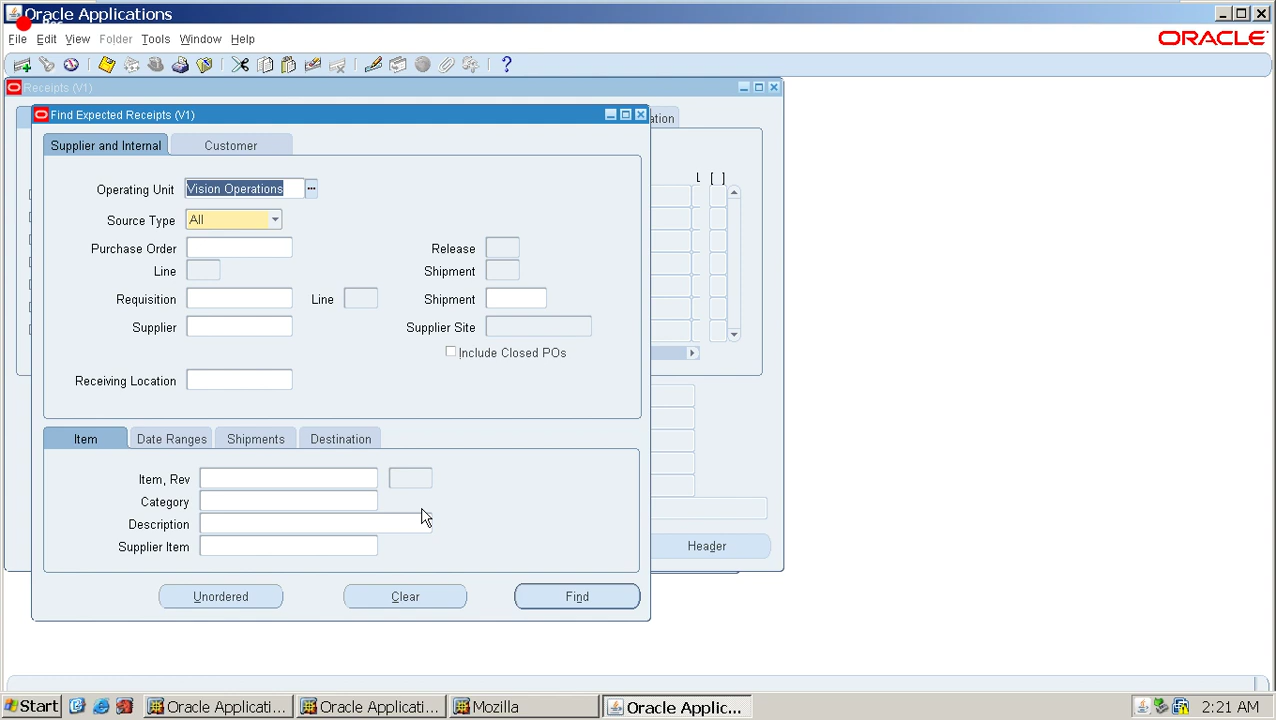 Oracle Applications
File Edit View Folder Tools Window Help
ORACLE
?
Receipts (V1)
Find Expected Receipts (V1)
Supplier and Internal Customer
ation
Operating Unit Vision Operations ...
L [ ]
Source Type All
Purchase Order Release
Line Shipment
Requisition Line Shipment
Supplier Supplier Site
Include Closed POs
Receiving Location
Item Date Ranges Shipments Destination
Item, Rev
Category
Description
Supplier Item
Header
Unordered Clear Find
Start Oracle Applicati... Oracle Applicati... Mozilla Oracle Applic... 2:21 AM